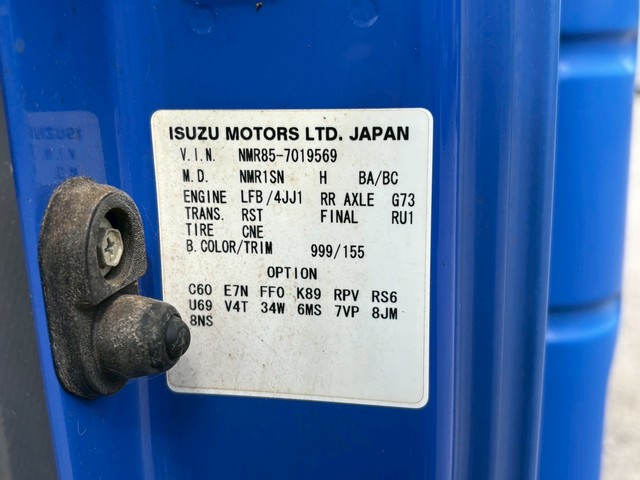 ISUZU MOTORS LTD. JAPAN
V.I.N. NMR85-7019569
M.D. NMR1SN H BA/BC
ENGINE LFB/4JJ1 RR AXLE G73
TRANS. RST FINAL RU1
TIRE CNE
B.COLOR/TRIM 999/155
OPTION
C60 E7N FF0 K89 RPV RS6
U69 V4T 34W 6MS 7VP 8JM
8NS